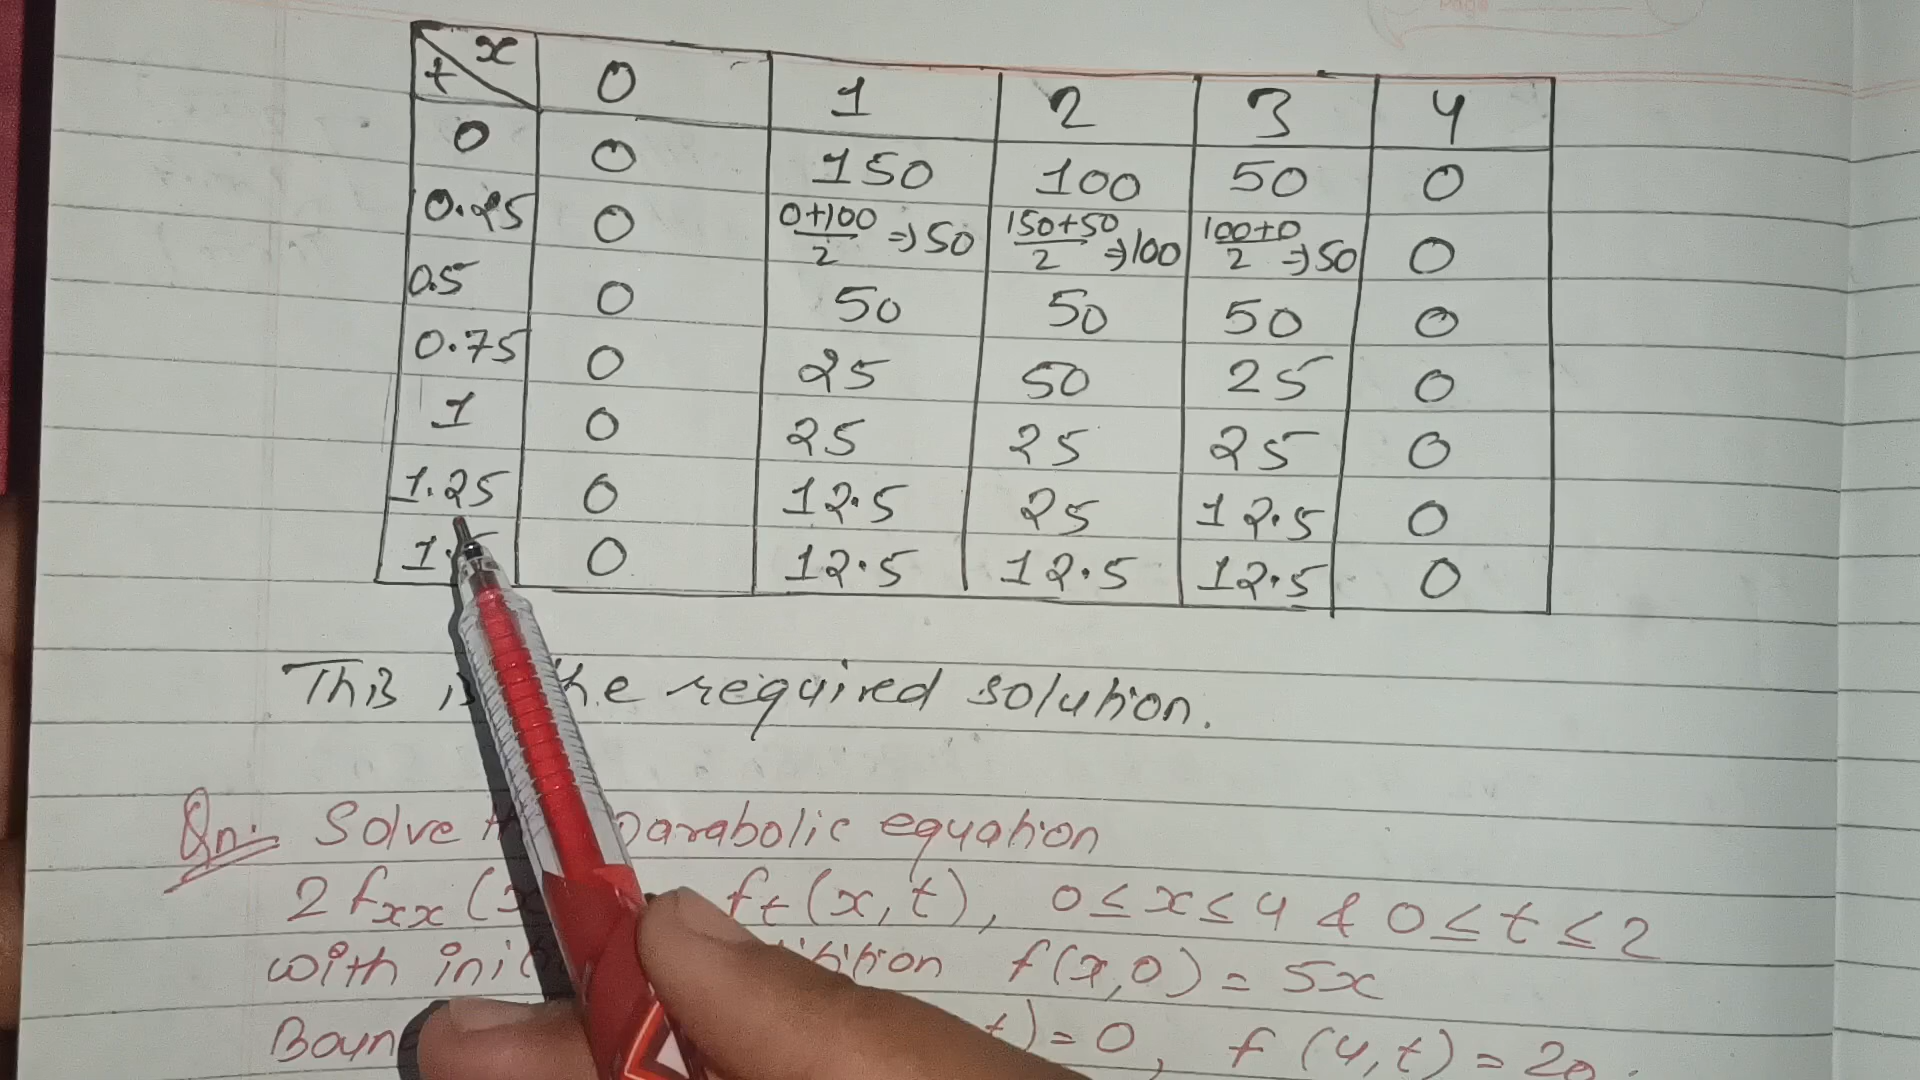 Page
t x 0 1 2 3 4
0 0 150 100 50 0
0.25 0 0+100/2 ⇒ 50 150+50/2 ⇒ 100 100+0/2 ⇒ 50 0
0.5 0 50 50 50 0
0.75 0 25 50 25 0
1 0 25 25 25 0
1.25 0 12.5 25 12.5 0
0 12.5 12.5 12.5 0
This the required solution.
Qn:- Solve parabolic equation
2 fxx ( ft (x, t), 0 ≤ x ≤ 4 & 0 ≤ t ≤ 2
with f(x,0) = 5x
t) = 0, f (4, t) = 20.